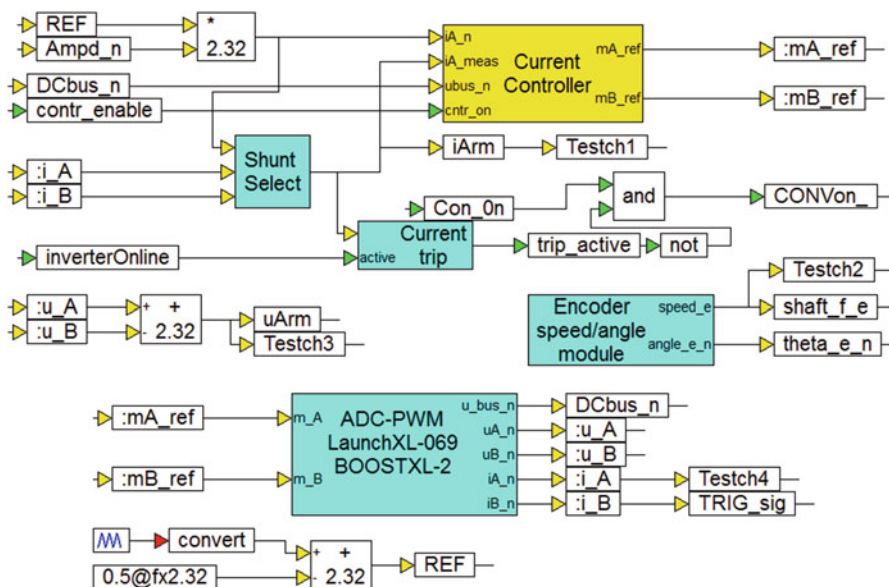 REF
*
Ampd_n
2.32
DCbus_n
contr_enable
iA_n
iA_meas
ubus_n
cntr_on
Current
Controller
mA_ref
mB_ref
:mA_ref
:mB_ref
:i_A
:i_B
Shunt
Select
iArm
Testch1
Con_0n
and
CONVon_
inverterOnline
active
Current
trip
trip_active
not
:u_A
:u_B
+
-
+
2.32
uArm
Testch3
Encoder
speed/angle
module
speed_e
angle_e_n
Testch2
shaft_f_e
theta_e_n
:mA_ref
:mB_ref
m_A
m_B
ADC-PWM
LaunchXL-069
BOOSTXL-2
u_bus_n
uA_n
uB_n
iA_n
iB_n
DCbus_n
:u_A
:u_B
:i_A
:i_B
Testch4
TRIG_sig
convert
0.5@fx2.32
+
-
+
2.32
REF